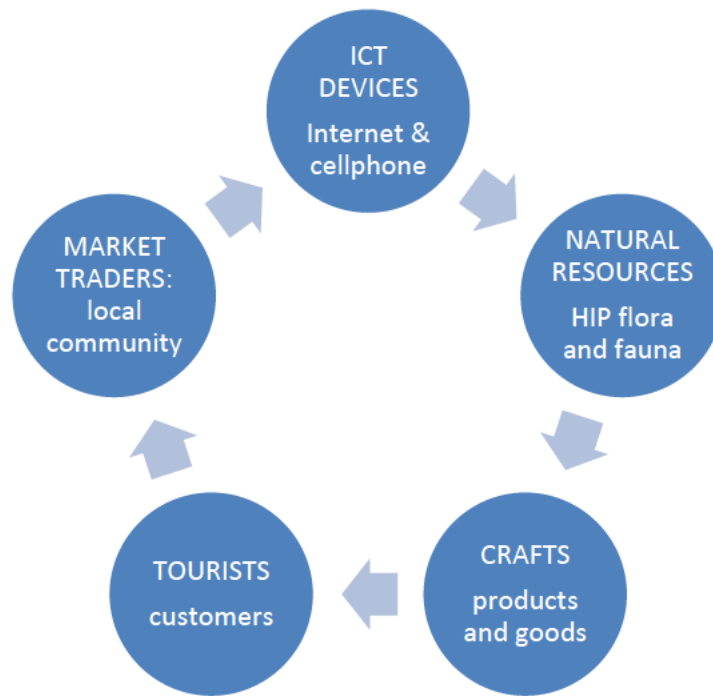 ICT
DEVICES
Internet &
cellphone
NATURAL
RESOURCES
HIP flora
and fauna
CRAFTS
products
and goods
TOURISTS
customers
MARKET
TRADERS:
local
community